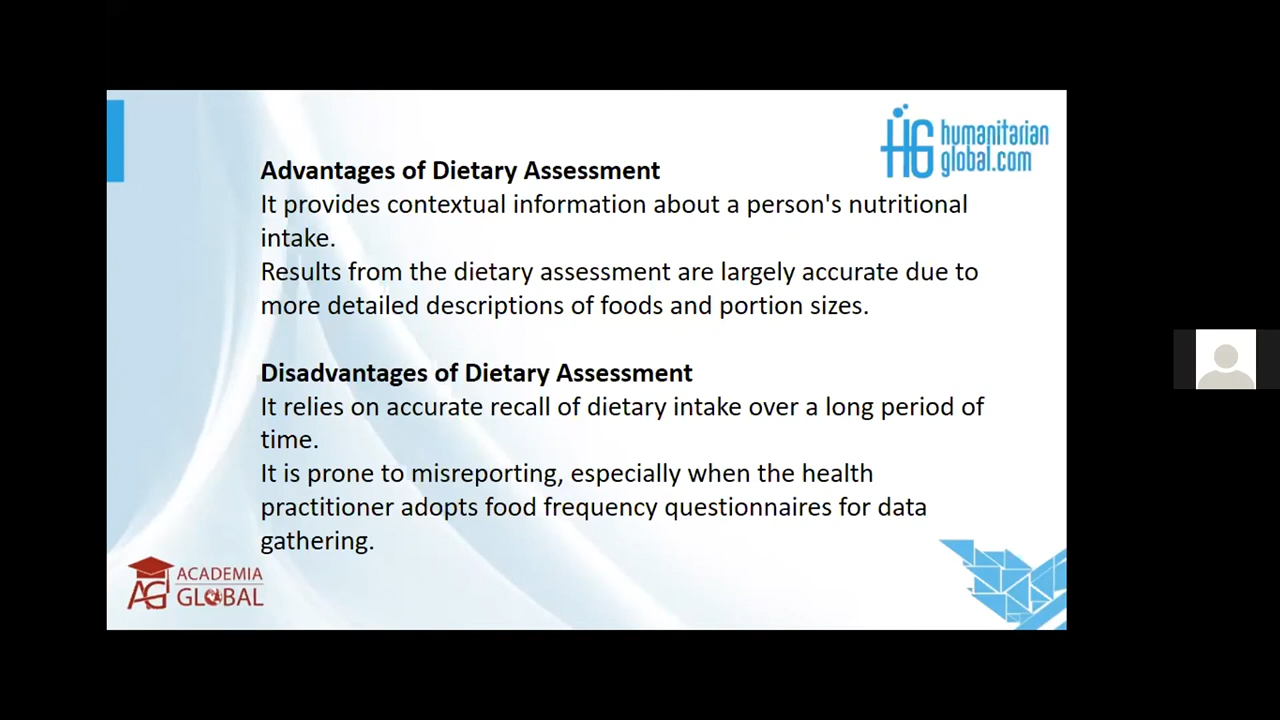 HG humanitarian
global.com
Advantages of Dietary Assessment
It provides contextual information about a person's nutritional
intake.
Results from the dietary assessment are largely accurate due to
more detailed descriptions of foods and portion sizes.
Disadvantages of Dietary Assessment
It relies on accurate recall of dietary intake over a long period of
time.
It is prone to misreporting, especially when the health
practitioner adopts food frequency questionnaires for data
gathering.
AG ACADEMIA
GLOBAL